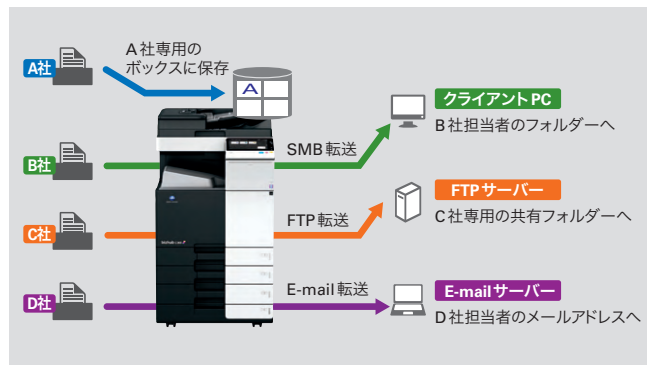 A社
A社専用の
ボックスに保存
A
クライアントPC
B社担当者のフォルダーへ
SMB転送
B社
FTPサーバー
C社専用の共有フォルダーへ
FTP転送
C社
E-mail転送
E-mailサーバー
D社
D社担当者のメールアドレスへ